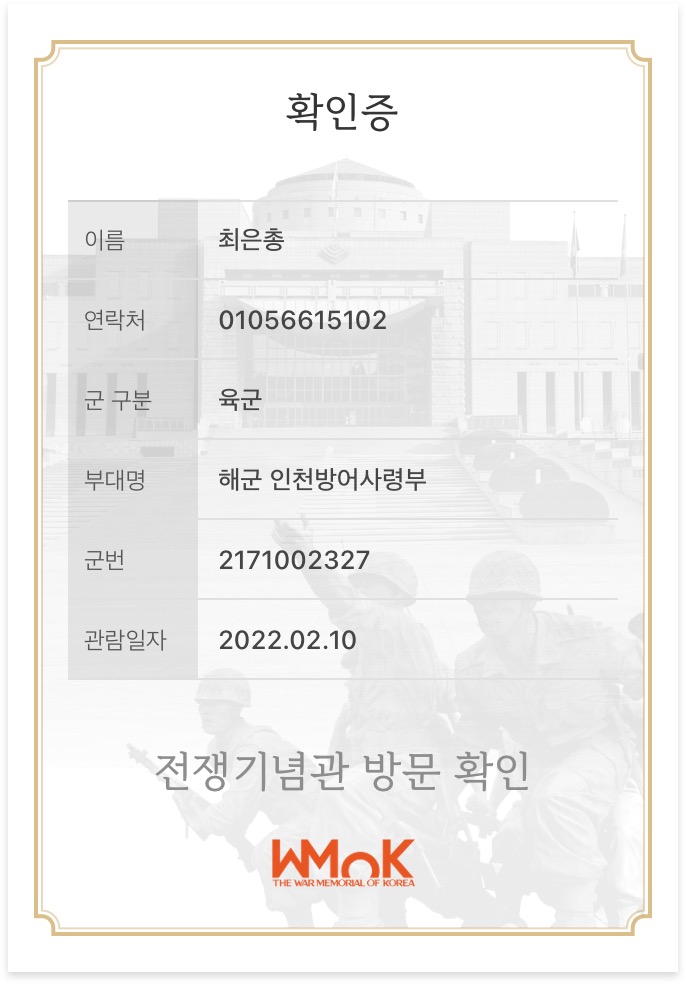 확인증
이름 최은총
연락처 01056615102
군 구분 육군
부대명 해군 인천방어사령부
군번 2171002327
관람일자 2022.02.10
전쟁기념관 방문 확인
WMoK
THE WAR MEMORIAL OF KOREA